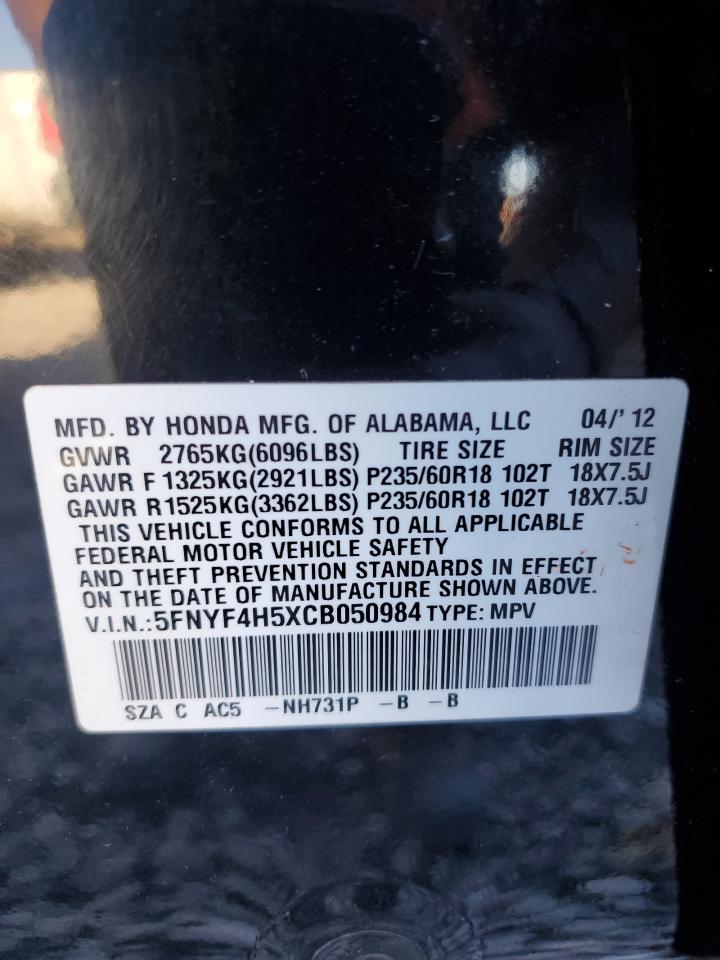 MFD. BY HONDA MFG. OF ALABAMA, LLC 04/' 12
GVWR 2765KG(6096LBS) TIRE SIZE RIM SIZE
GAWR F 1325KG(2921LBS) P235/60R18 102T 18X7.5J
GAWR R 1525KG(3362LBS) P235/60R18 102T 18X7.5J
THIS VEHICLE CONFORMS TO ALL APPLICABLE
FEDERAL MOTOR VEHICLE SAFETY
AND THEFT PREVENTION STANDARDS IN EFFECT
ON THE DATE OF MANUFACTURE SHOWN ABOVE.
V.I.N.: 5FNYF4H5XCB050984 TYPE: MPV
SZA C AC5 -NH731P -B -B